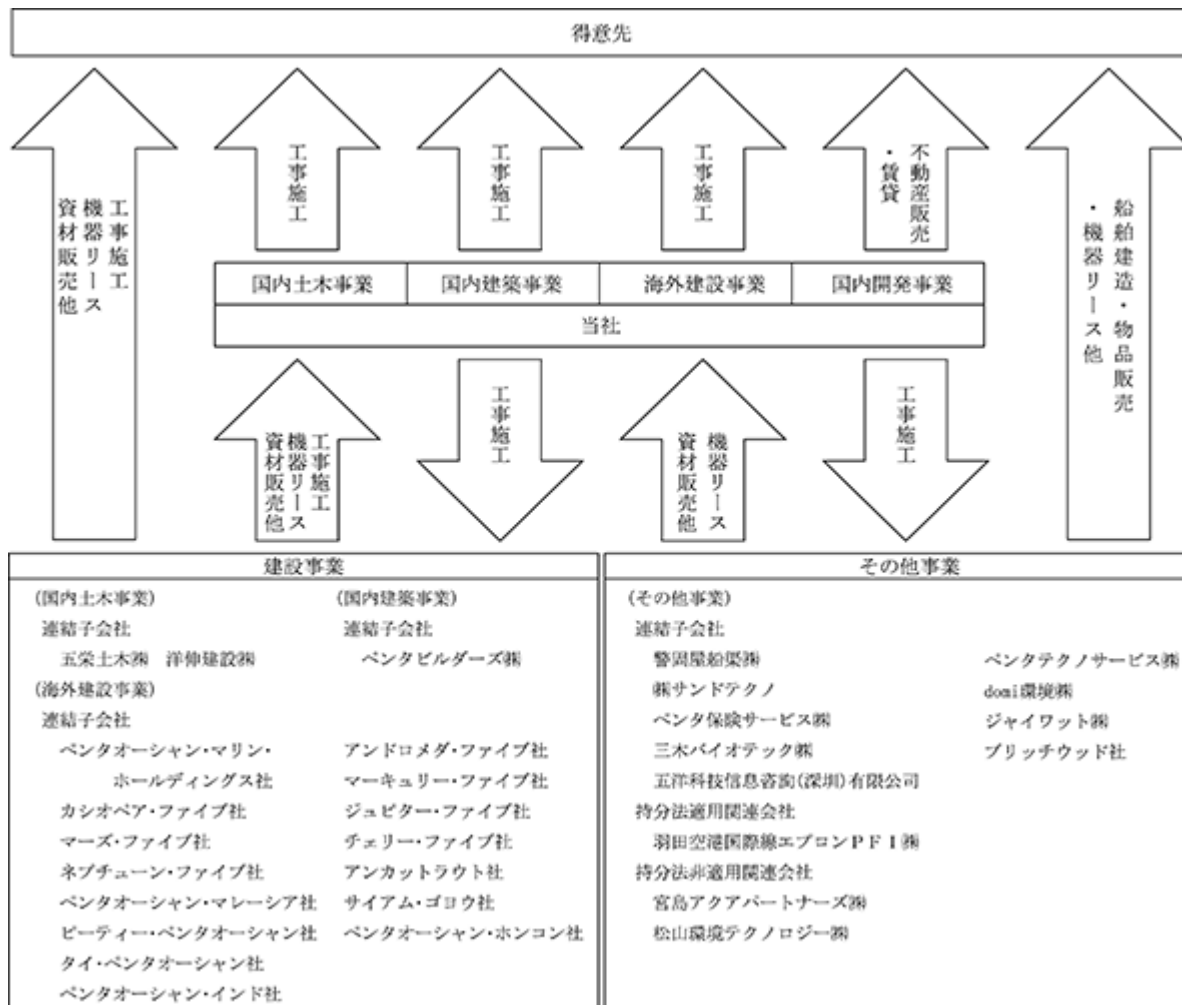 得意先
工事施工
機器リース
資材販売他
工事施工
工事施工
工事施工
不動産販売
・賃貸
船舶建造・物品販売
・機器リース他
国内土木事業 国内建築事業 海外建設事業 国内開発事業
当社
工事施工
機器リース
資材販売他
工事施工
機器リース
資材販売他
工事施工
建設事業
(国内土木事業) (国内建築事業)
連結子会社 連結子会社
五栄土木㈱ 洋伸建設㈱ ペンタビルダーズ㈱
(海外建設事業)
連結子会社
ペンタオーシャン・マリン・ アンドロメダ・ファイブ社
ホールディングス社 マーキュリー・ファイブ社
カシオペア・ファイブ社 ジュピター・ファイブ社
マーズ・ファイブ社 チェリー・ファイブ社
ネプチューン・ファイブ社 アンカットラウト社
ペンタオーシャン・マレーシア社 サイアム・ゴヨウ社
ピーティー・ペンタオーシャン社 ペンタオーシャン・ホンコン社
タイ・ペンタオーシャン社
ペンタオーシャン・インド社
その他事業
(その他事業)
連結子会社
警固屋船渠㈱ ペンタテクノサービス㈱
㈱サンドテクノ domi環境㈱
ペンタ保険サービス㈱ ジャイワット㈱
三木バイオテック㈱ ブリッヂウッド社
五洋科技信息咨詢(深圳)有限公司
持分法適用関連会社
羽田空港国際線エプロンＰＦＩ㈱
持分法非適用関連会社
宮島アクアパートナーズ㈱
松山環境テクノロジー㈱